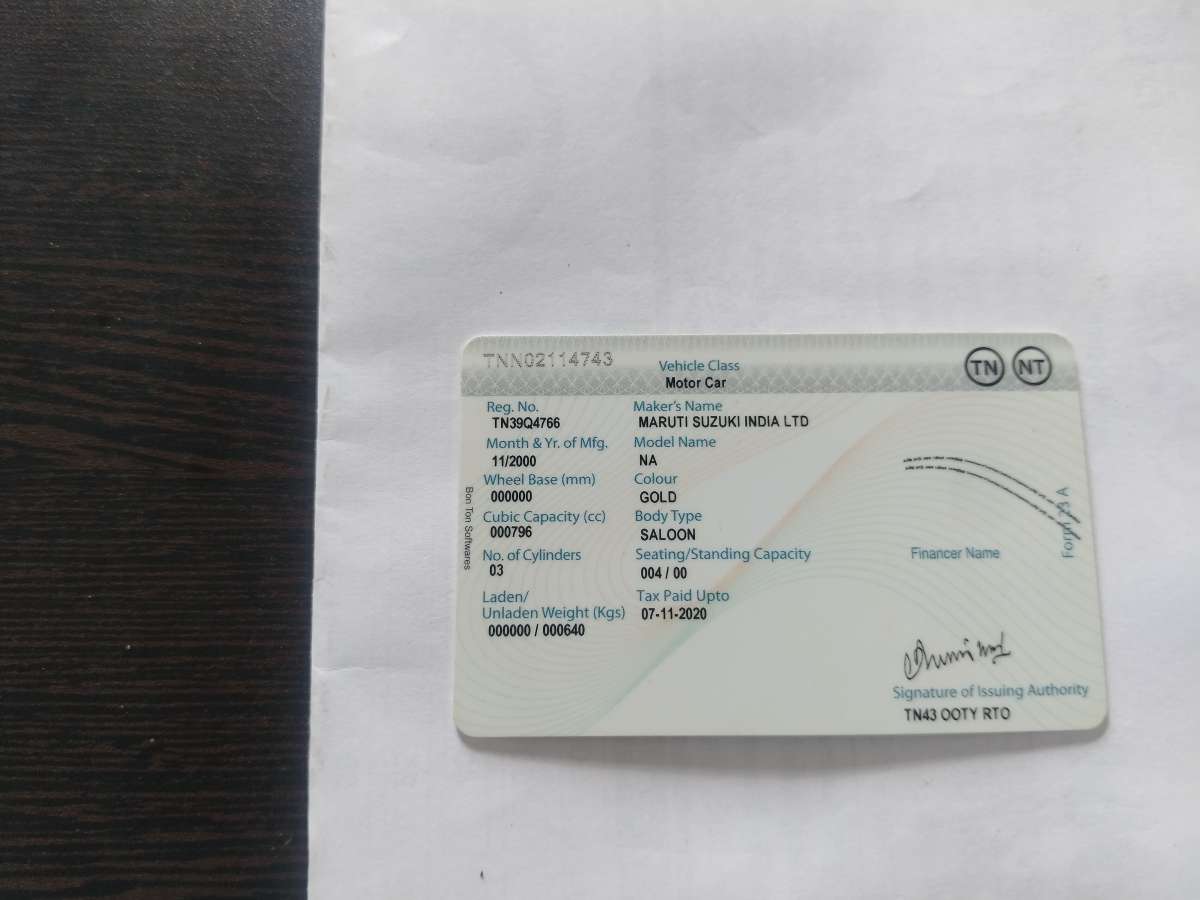 TNN02114743
Vehicle Class
Motor Car
TN NT
Reg. No. Maker's Name
TN39Q4766 MARUTI SUZUKI INDIA LTD
Month & Yr. of Mfg. Model Name
11/2000 NA
Wheel Base (mm) Colour
000000 GOLD
Cubic Capacity (cc) Body Type
000796 SALOON
No. of Cylinders Seating/Standing Capacity
03 004 / 00
Laden/ Tax Paid Upto
Unladen Weight (Kgs) 07-11-2020
000000 / 000640
Bon Ton Softwares
Form 23 A
Financer Name
Signature of Issuing Authority
TN43 OOTY RTO